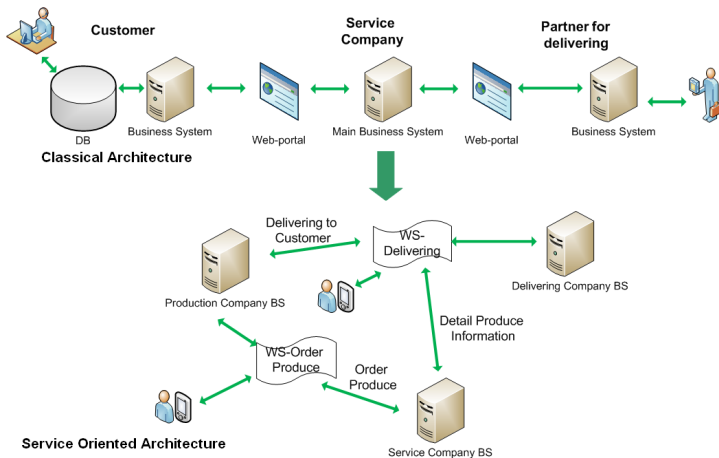 Customer
Service
Company
Partner for
delivering
DB
Business System
Web-portal
Main Business System
Web-portal
Business System
Classical Architecture
Delivering to
Customer
WS-
Delivering
Production Company BS
Delivering Company BS
Detail Produce
Information
WS-Order
Produce
Order
Produce
Service Oriented Architecture
Service Company BS